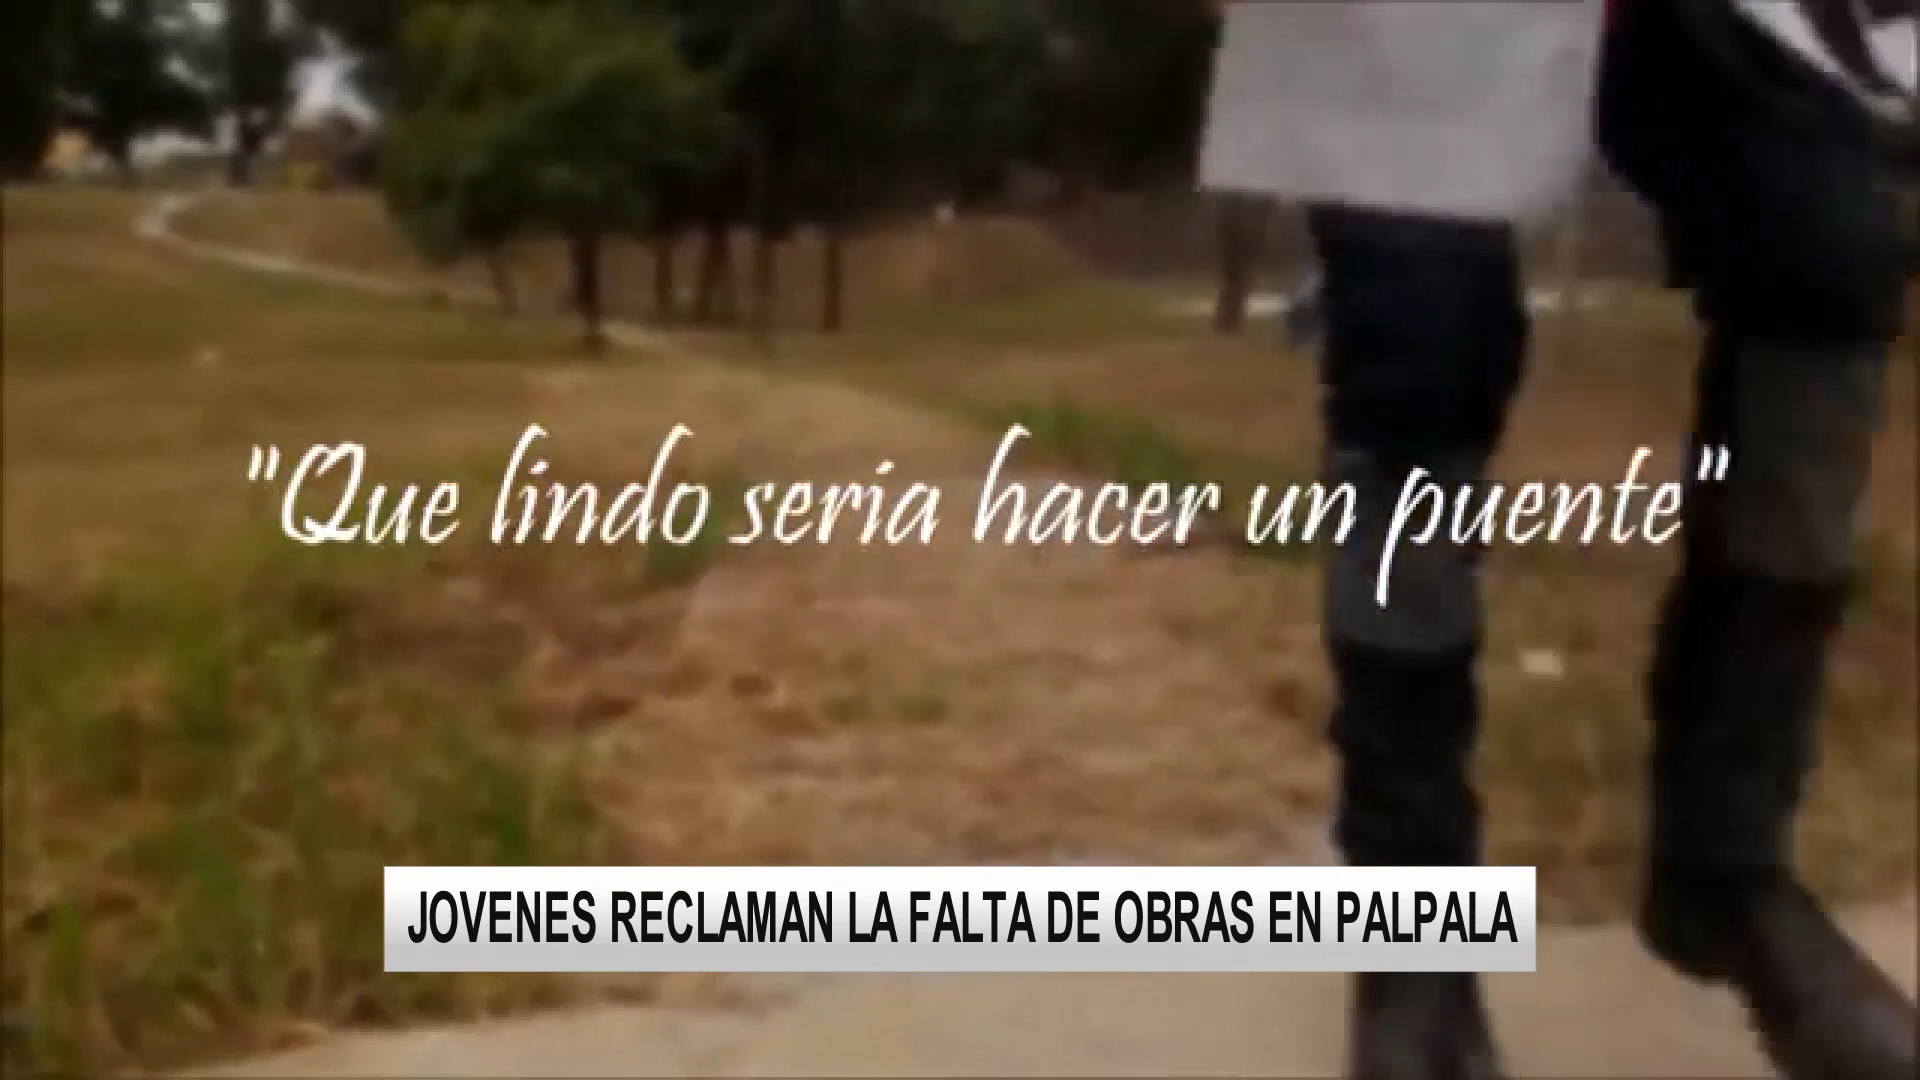 "Que lindo seria hacer un puente"
JOVENES RECLAMAN LA FALTA DE OBRAS EN PALPALA